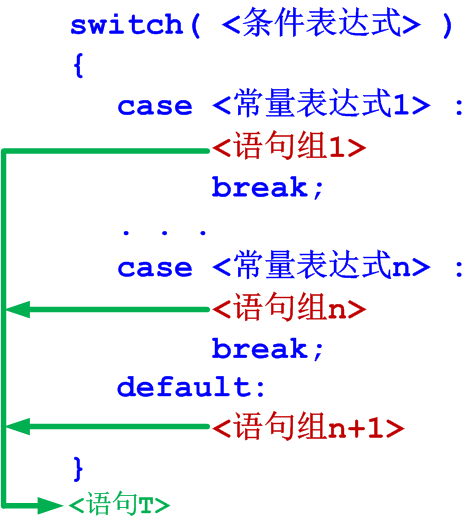 switch( <条件表达式> )
{
case <常量表达式1> :
<语句组1>
break;
. . .
case <常量表达式n> :
<语句组n>
break;
default:
<语句组n+1>
}
<语句T>